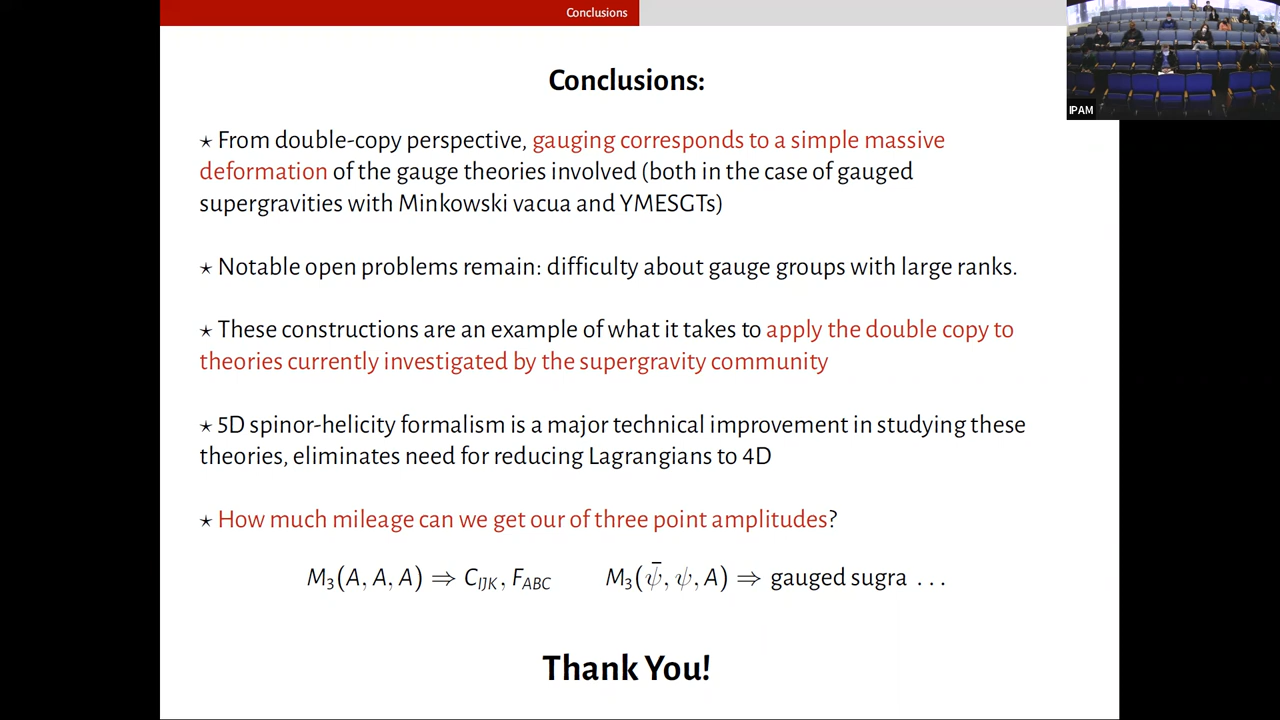 Conclusions
IPAM
Conclusions:
⋆ From double-copy perspective, gauging corresponds to a simple massive
deformation of the gauge theories involved (both in the case of gauged
supergravities with Minkowski vacua and YMESGTs)
⋆ Notable open problems remain: difficulty about gauge groups with large ranks.
⋆ These constructions are an example of what it takes to apply the double copy to
theories currently investigated by the supergravity community
⋆ 5D spinor-helicity formalism is a major technical improvement in studying these
theories, eliminates need for reducing Lagrangians to 4D
⋆ How much mileage can we get our of three point amplitudes?
M₃(A, A, A) ⇒ C_{IJK}, F_{ABC} M₃(ψ̄, ψ, A) ⇒ gauged sugra . . .
Thank You!